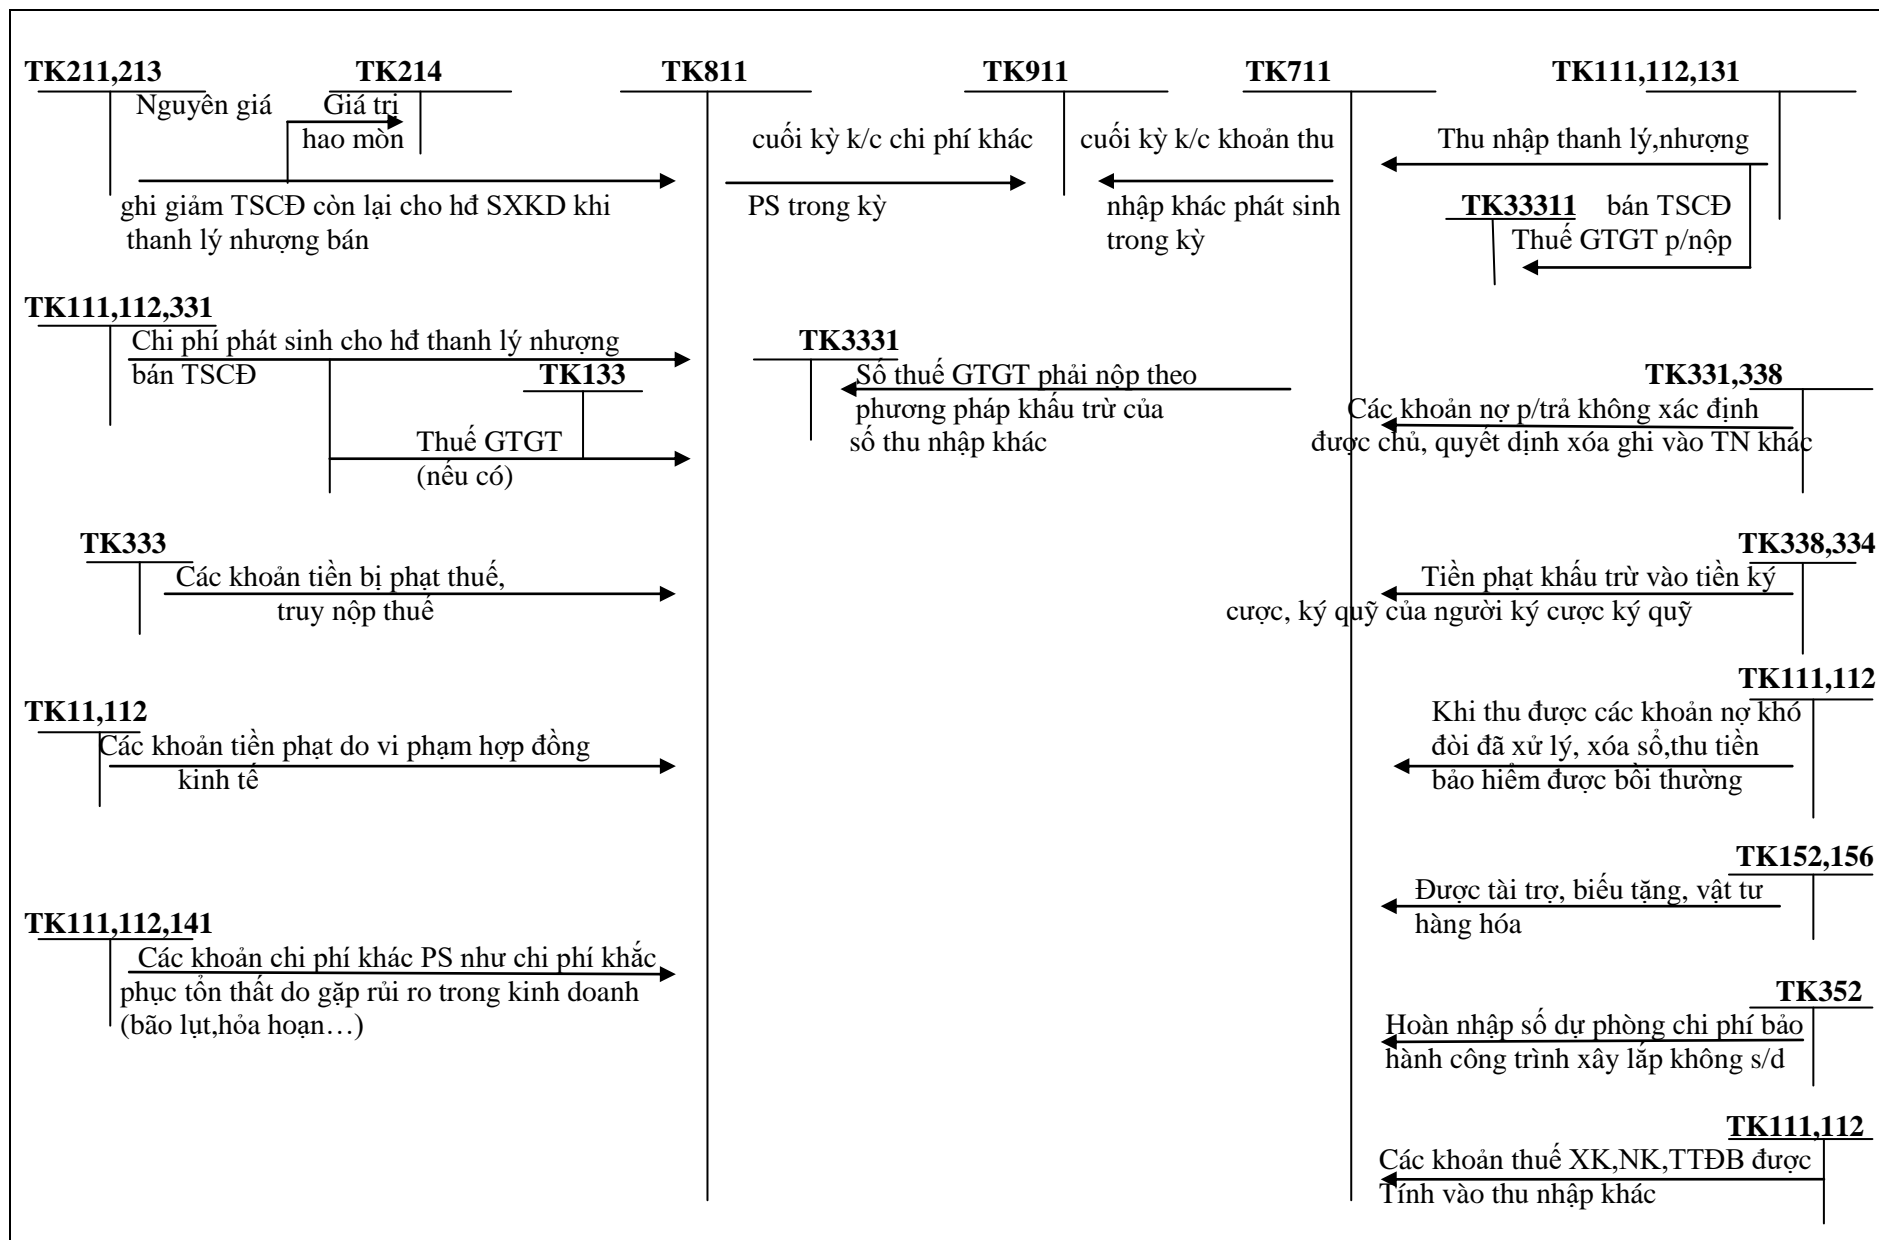 TK211,213
TK214
TK811
TK911
TK711
TK111,112,131
Nguyên giá
Giá trị
hao mòn
cuối kỳ k/c chi phí khác
cuối kỳ k/c khoản thu
Thu nhập thanh lý,nhượng
ghi giảm TSCĐ còn lại cho hđ SXKD khi
thanh lý nhượng bán
PS trong kỳ
nhập khác phát sinh
trong kỳ
TK33311
bán TSCĐ
Thuế GTGT p/nộp
TK111,112,331
Chi phí phát sinh cho hđ thanh lý nhượng
bán TSCĐ
TK133
Thuế GTGT
(nếu có)
TK3331
Số thuế GTGT phải nộp theo
phương pháp khấu trừ của
số thu nhập khác
TK331,338
Các khoản nợ p/trả không xác định
được chủ, quyết dịnh xóa ghi vào TN khác
TK333
Các khoản tiền bị phạt thuế,
truy nộp thuế
TK338,334
Tiền phạt khấu trừ vào tiền ký
cược, ký quỹ của người ký cược ký quỹ
TK11,112
Các khoản tiền phạt do vi phạm hợp đồng
kinh tế
TK111,112
Khi thu được các khoản nợ khó
đòi đã xử lý, xóa sổ,thu tiền
bảo hiểm được bồi thường
TK152,156
Được tài trợ, biếu tặng, vật tư
hàng hóa
TK111,112,141
Các khoản chi phí khác PS như chi phí khắc
phục tổn thất do gặp rủi ro trong kinh doanh
(bão lụt,hỏa hoạn…)
TK352
Hoàn nhập số dự phòng chi phí bảo
hành công trình xây lắp không s/d
TK111,112
Các khoản thuế XK,NK,TTĐB được
Tính vào thu nhập khác